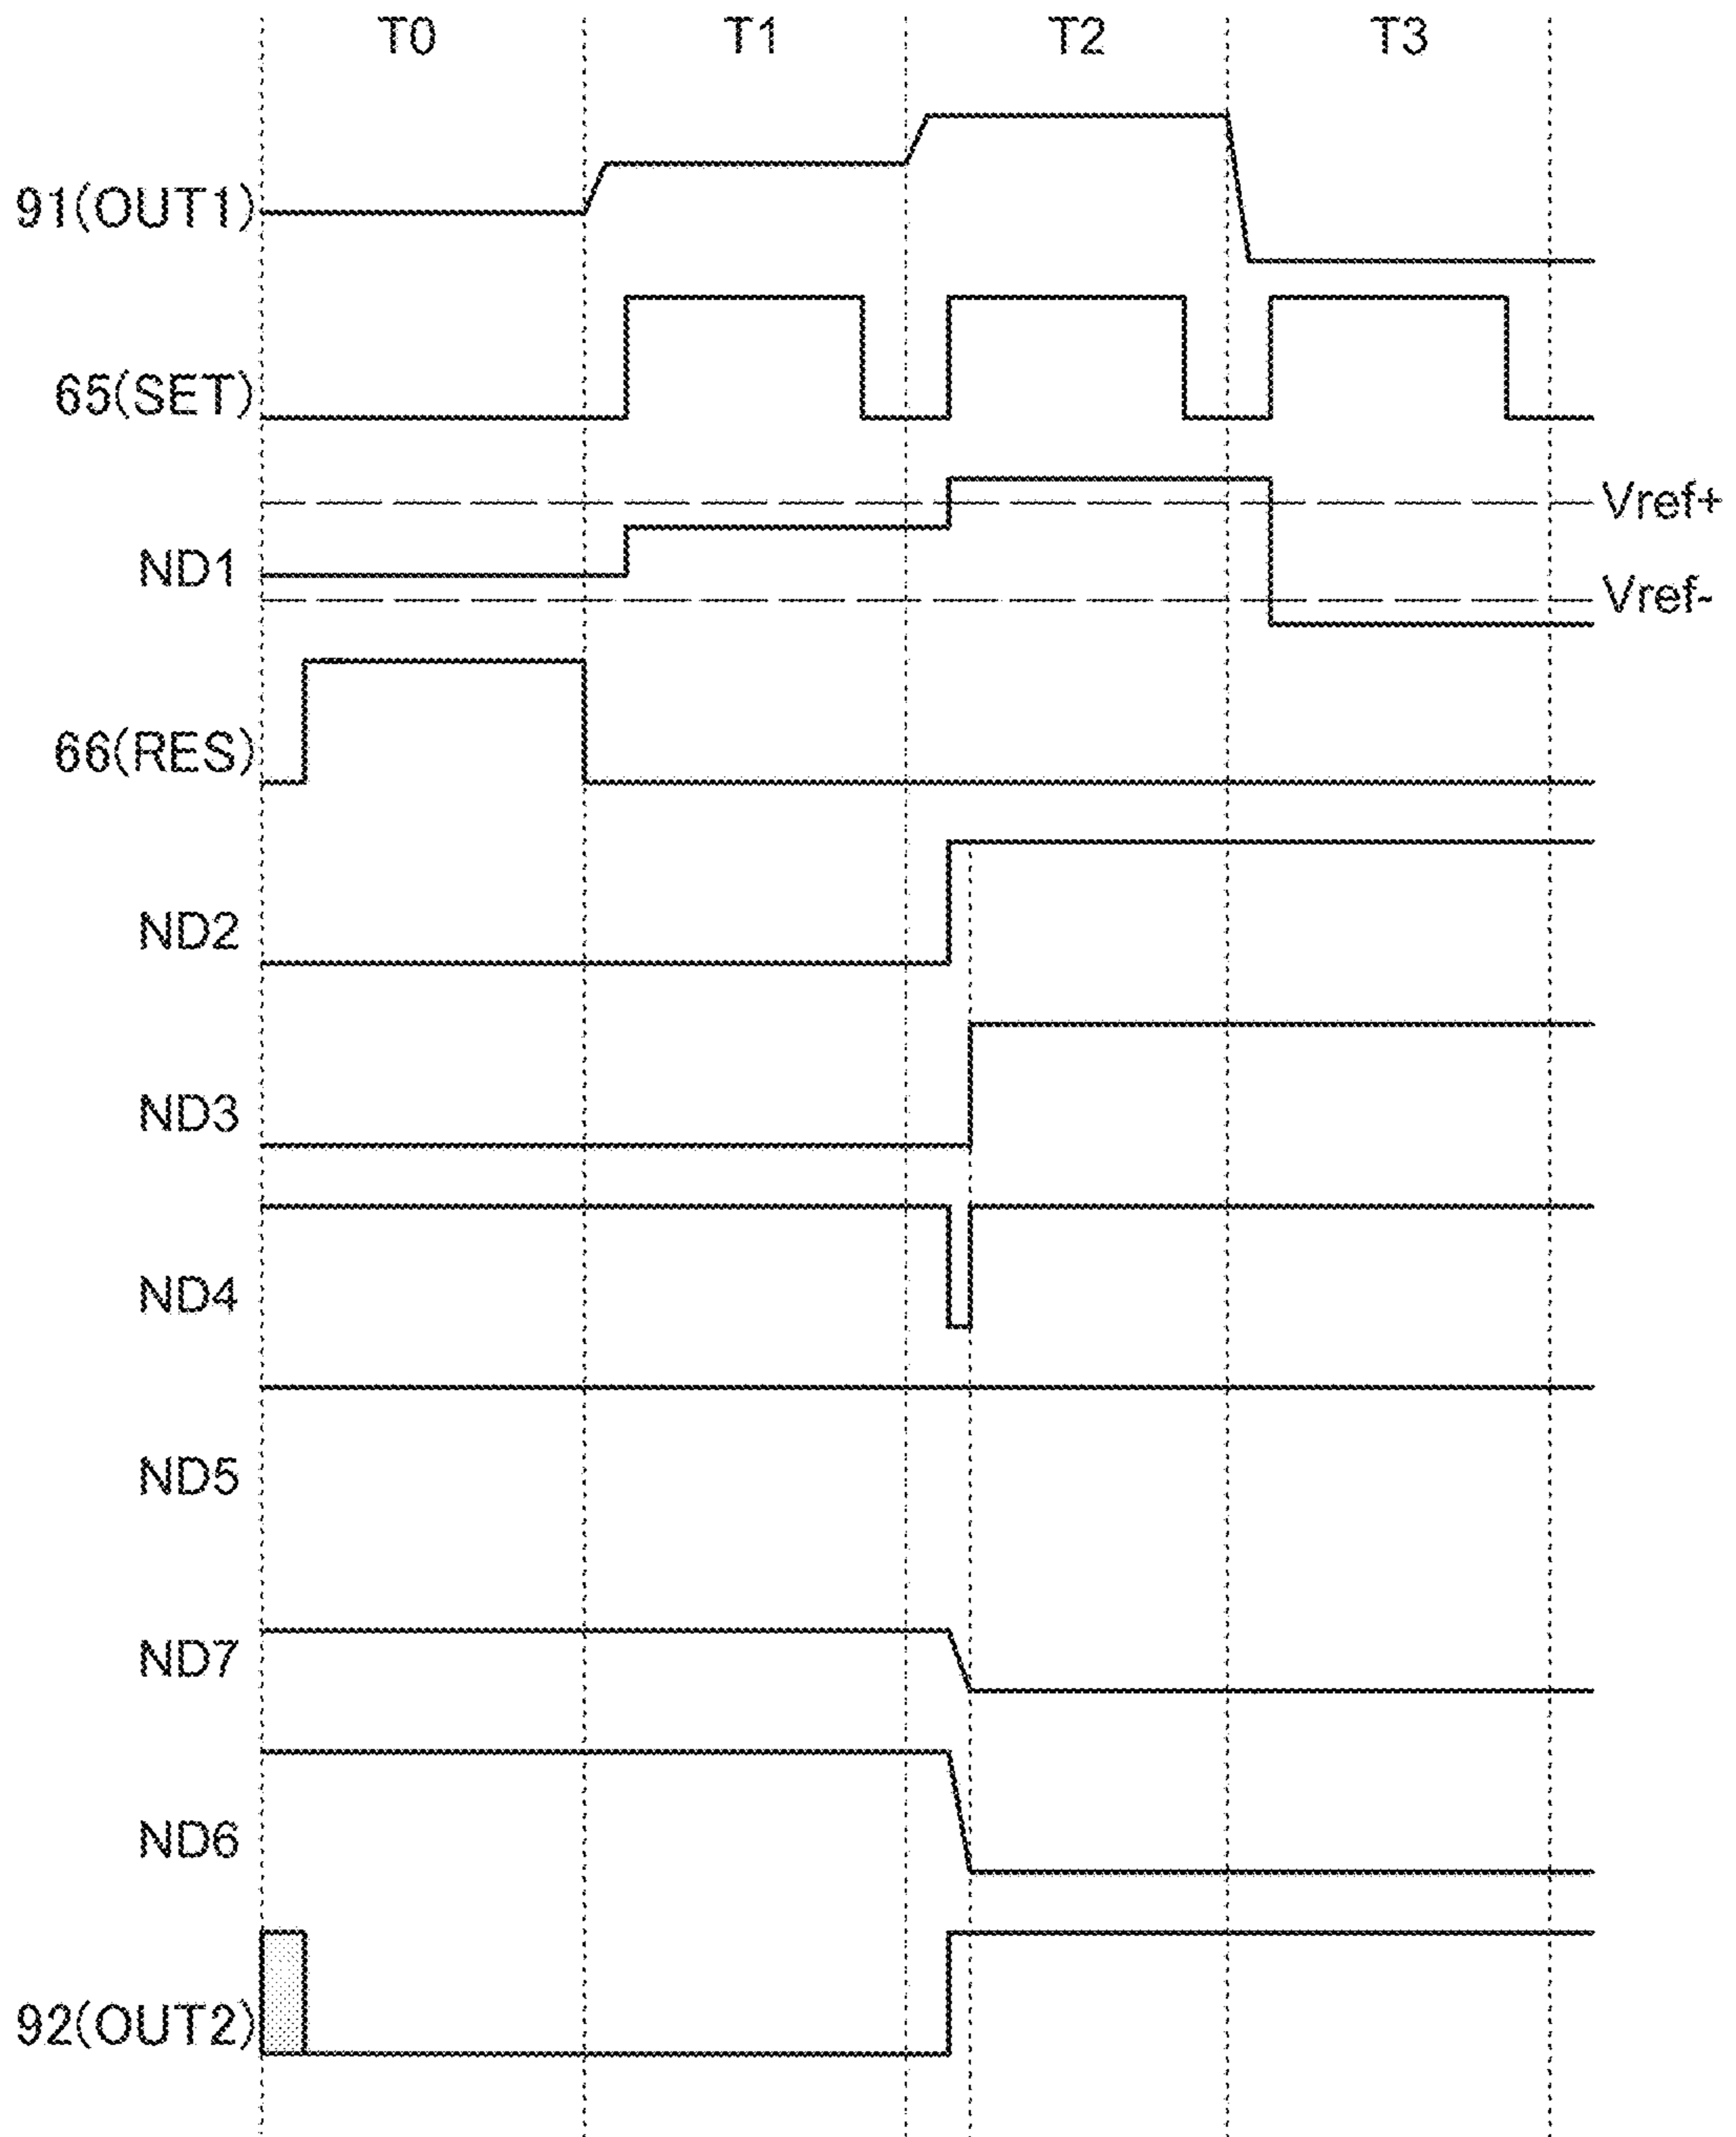 T0 T1 T2 T3
91(OUT1)
65(SET)
Vref+
ND1
Vref-
66(RES)
ND2
ND3
ND4
ND5
ND7
ND6
92(OUT2)